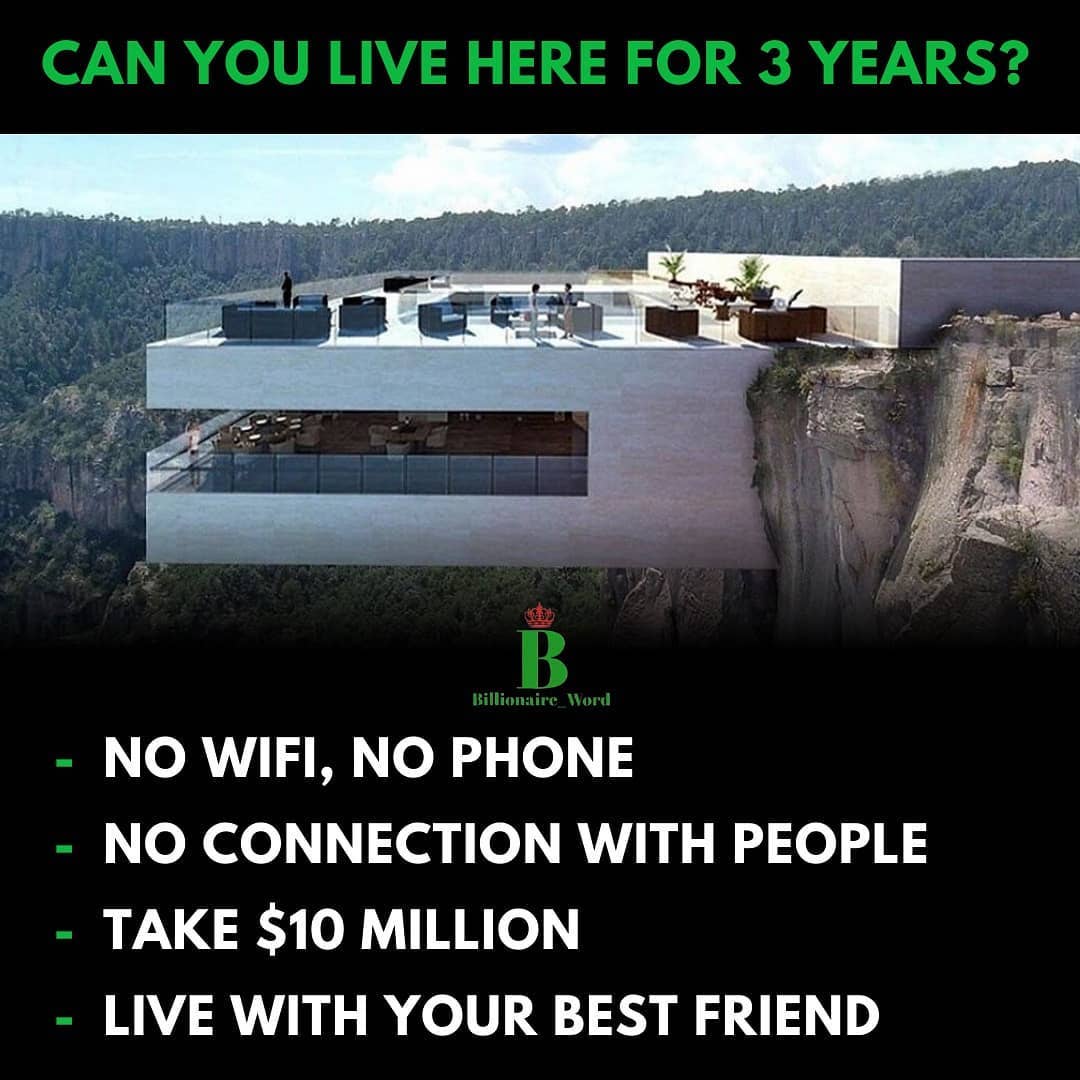 CAN YOU LIVE HERE FOR 3 YEARS?
B
Billionaire_Word
- NO WIFI, NO PHONE
- NO CONNECTION WITH PEOPLE
- TAKE $10 MILLION
- LIVE WITH YOUR BEST FRIEND